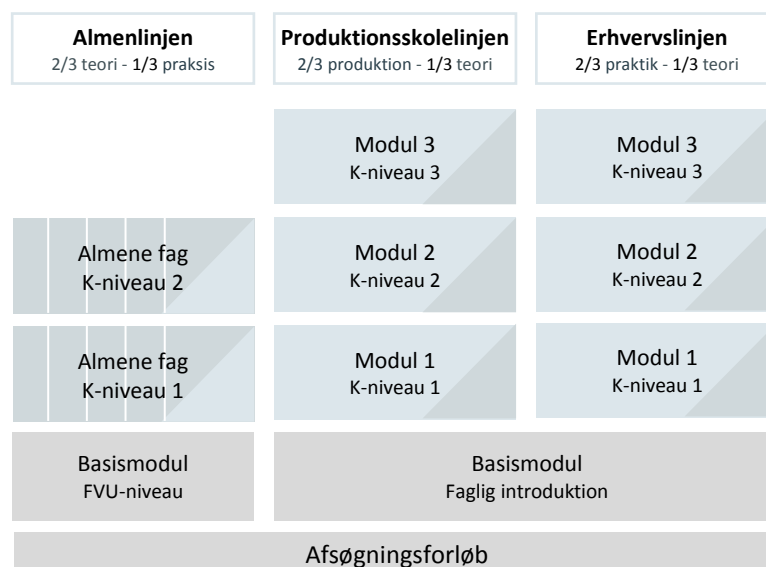 Almenlinjen
2/3 teori - 1/3 praksis
Produktionsskolelinjen
2/3 produktion - 1/3 teori
Erhvervslinjen
2/3 praktik - 1/3 teori
Modul 3
K-niveau 3
Modul 3
K-niveau 3
Almene fag
K-niveau 2
Modul 2
K-niveau 2
Modul 2
K-niveau 2
Almene fag
K-niveau 1
Modul 1
K-niveau 1
Modul 1
K-niveau 1
Basismodul
FVU-niveau
Basismodul
Faglig introduktion
Afsøgningsforløb